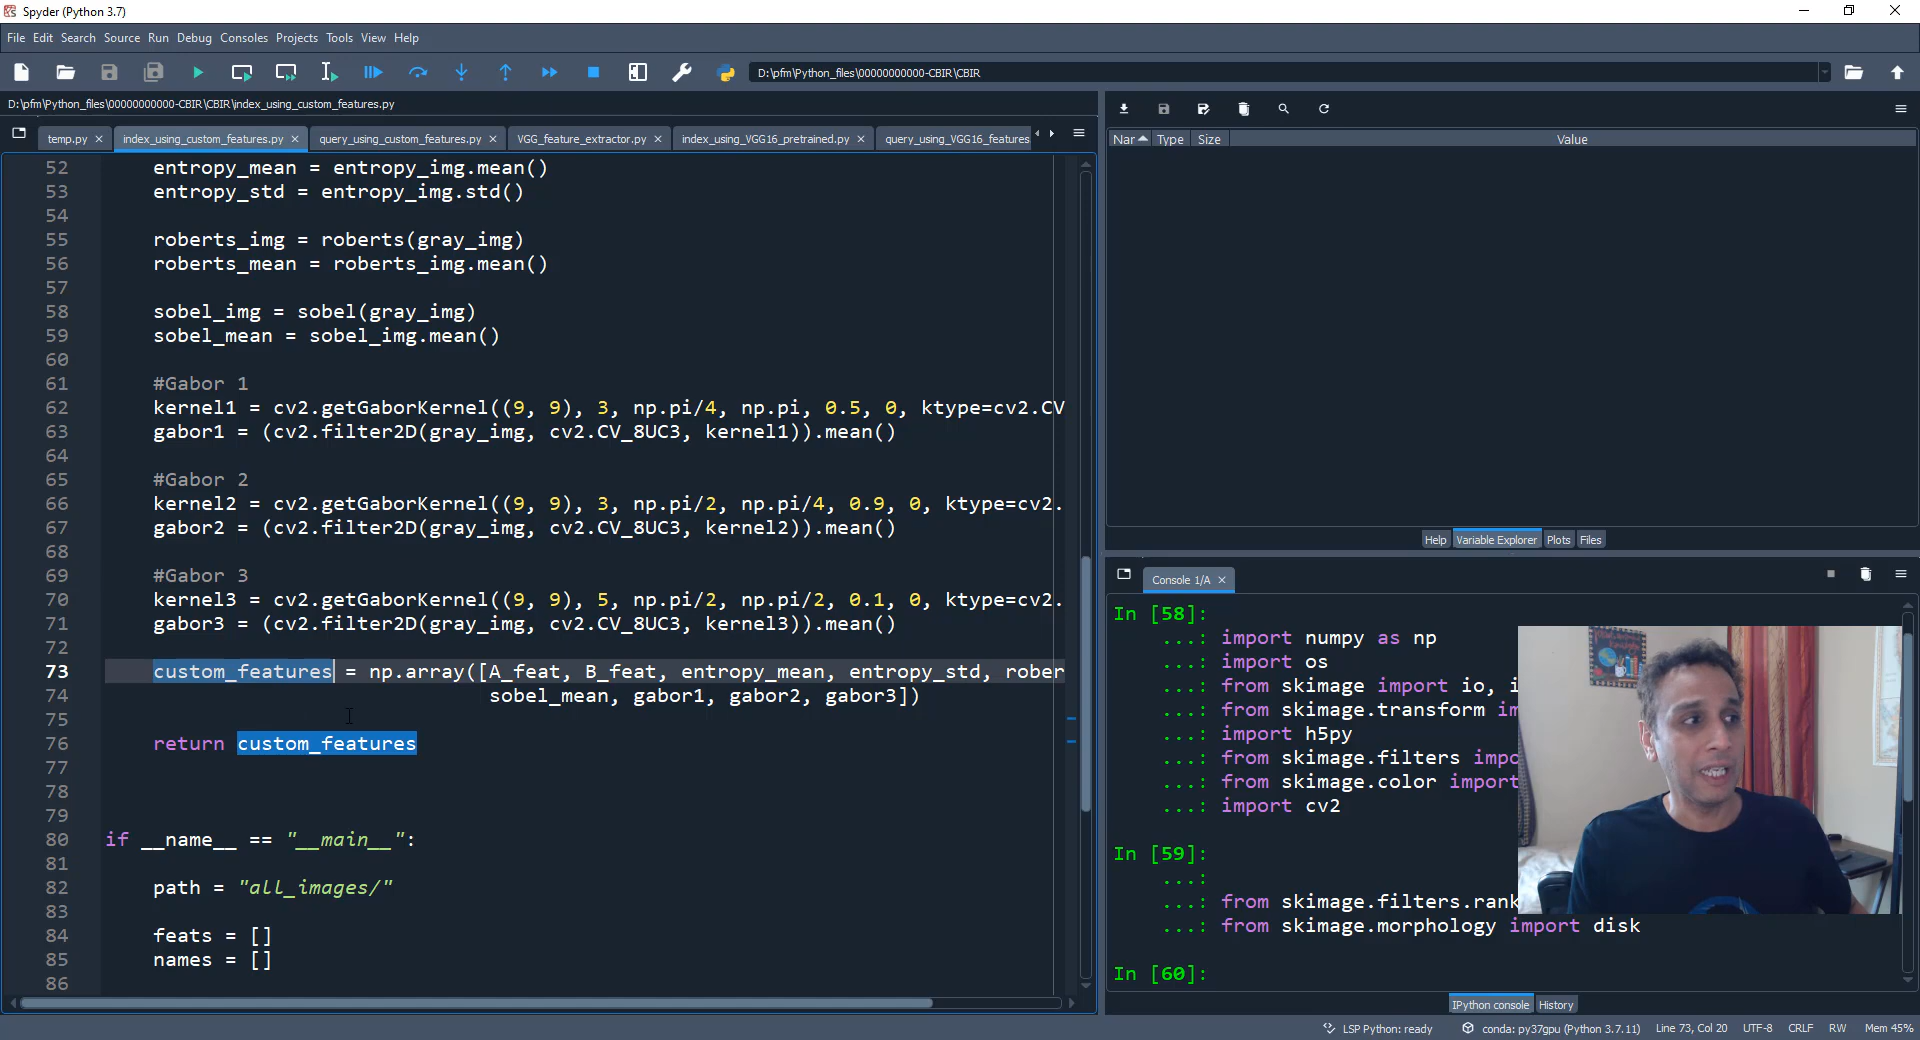 Spyder (Python 3.7)
File Edit Search Source Run Debug Consoles Projects Tools View Help
D:\pfm\Python_files\00000000000-CBIR\CBIR
D:\pfm\Python_files\00000000000-CBIR\CBIR\index_using_custom_features.py
temp.py index_using_custom_features.py query_using_custom_features.py VGG_feature_extractor.py index_using_VGG16_pretrained.py query_using_VGG16_features
52 entropy_mean = entropy_img.mean()
53 entropy_std = entropy_img.std()
54
55 roberts_img = roberts(gray_img)
56 roberts_mean = roberts_img.mean()
57
58 sobel_img = sobel(gray_img)
59 sobel_mean = sobel_img.mean()
60
61 #Gabor 1
62 kernel1 = cv2.getGaborKernel((9, 9), 3, np.pi/4, np.pi, 0.5, 0, ktype=cv2.CV
63 gabor1 = (cv2.filter2D(gray_img, cv2.CV_8UC3, kernel1)).mean()
64
65 #Gabor 2
66 kernel2 = cv2.getGaborKernel((9, 9), 3, np.pi/2, np.pi/4, 0.9, 0, ktype=cv2.
67 gabor2 = (cv2.filter2D(gray_img, cv2.CV_8UC3, kernel2)).mean()
68
69 #Gabor 3
70 kernel3 = cv2.getGaborKernel((9, 9), 5, np.pi/2, np.pi/2, 0.1, 0, ktype=cv2.
71 gabor3 = (cv2.filter2D(gray_img, cv2.CV_8UC3, kernel3)).mean()
72
73 custom_features = np.array([A_feat, B_feat, entropy_mean, entropy_std, rober
74 sobel_mean, gabor1, gabor2, gabor3])
75
76 return custom_features
77
78
79
80 if __name__ == "__main__":
81
82 path = "all_images/"
83
84 feats = []
85 names = []
86
Nar Type Size Value
Help Variable Explorer Plots Files
Console 1/A
In [58]:
...: import numpy as np
...: import os
...: from skimage import io, i
...: from skimage.transform im
...: import h5py
...: from skimage.filters impo
...: from skimage.color import
...: import cv2
In [59]:
...:
...: from skimage.filters.rank
...: from skimage.morphology import disk
In [60]:
IPython console History
LSP Python: ready conda: py37gpu (Python 3.7.11) Line 73, Col 20 UTF-8 CRLF RW Mem 45%